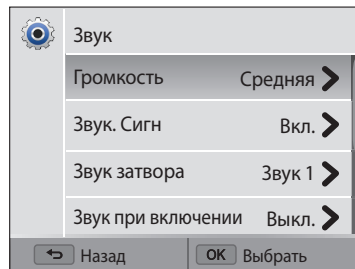 Звук
Громкость Средняя
Звук. Сигн Вкл.
Звук затвора Звук 1
Звук при включении Выкл.
Назад OK Выбрать